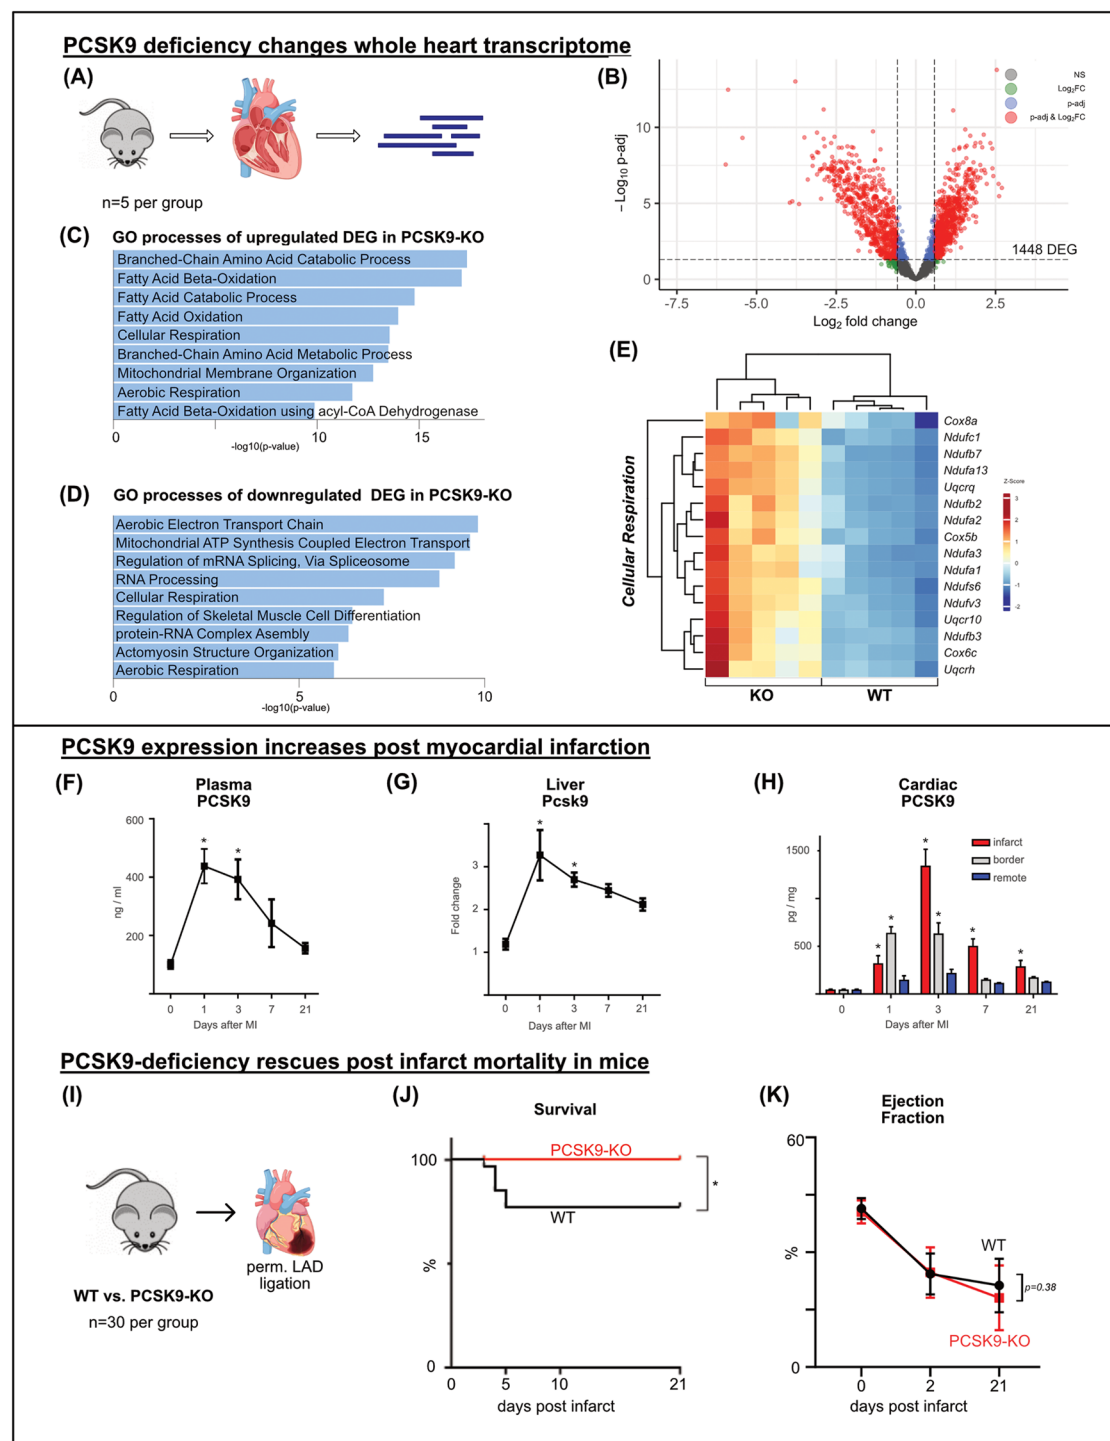 PCSK9 deficiency changes whole heart transcriptome
(A)
n=5 per group
(B)
NS
Log2FC
p-adj
p-adj & Log2FC
− Log10 p-adj
10
5
0
1448 DEG
-7.5
-5.0
-2.5
0.0
2.5
Log2 fold change
(C)
GO processes of upregulated DEG in PCSK9-KO
Branched-Chain Amino Acid Catabolic Process
Fatty Acid Beta-Oxidation
Fatty Acid Catabolic Process
Fatty Acid Oxidation
Cellular Respiration
Branched-Chain Amino Acid Metabolic Process
Mitochondrial Membrane Organization
Aerobic Respiration
Fatty Acid Beta-Oxidation using acyl-CoA Dehydrogenase
0
10
15
-log10(p-value)
(D)
GO processes of downregulated DEG in PCSK9-KO
Aerobic Electron Transport Chain
Mitochondrial ATP Synthesis Coupled Electron Transport
Regulation of mRNA Splicing, Via Spliceosome
RNA Processing
Cellular Respiration
Regulation of Skeletal Muscle Cell Differentiation
protein-RNA Complex Asembly
Actomyosin Structure Organization
Aerobic Respiration
0
5
10
-log10(p-value)
(E)
Cellular Respiration
Cox8a
Ndufc1
Ndufb7
Ndufa13
Uqcrq
Ndufb2
Ndufa2
Cox5b
Ndufa3
Ndufa1
Ndufs6
Ndufv3
Uqcr10
Ndufb3
Cox6c
Uqcrh
KO
WT
Z-Score
3
2
1
0
-1
-2
PCSK9 expression increases post myocardial infarction
(F)
Plasma
PCSK9
600
400
200
ng / ml
0
1
3
7
21
Days after MI
*
*
(G)
Liver
Pcsk9
3
2
1
Fold change
0
1
3
7
21
Days after MI
*
*
(H)
Cardiac
PCSK9
1500
500
pg / mg
infarct
border
remote
*
*
*
*
*
*
0
1
3
7
21
Days after MI
PCSK9-deficiency rescues post infarct mortality in mice
(I)
perm. LAD
ligation
WT vs. PCSK9-KO
n=30 per group
(J)
Survival
100
%
0
PCSK9-KO
WT
*
0
5
10
21
days post infarct
(K)
Ejection
Fraction
60
%
0
WT
p=0.38
PCSK9-KO
0
2
21
days post infarct